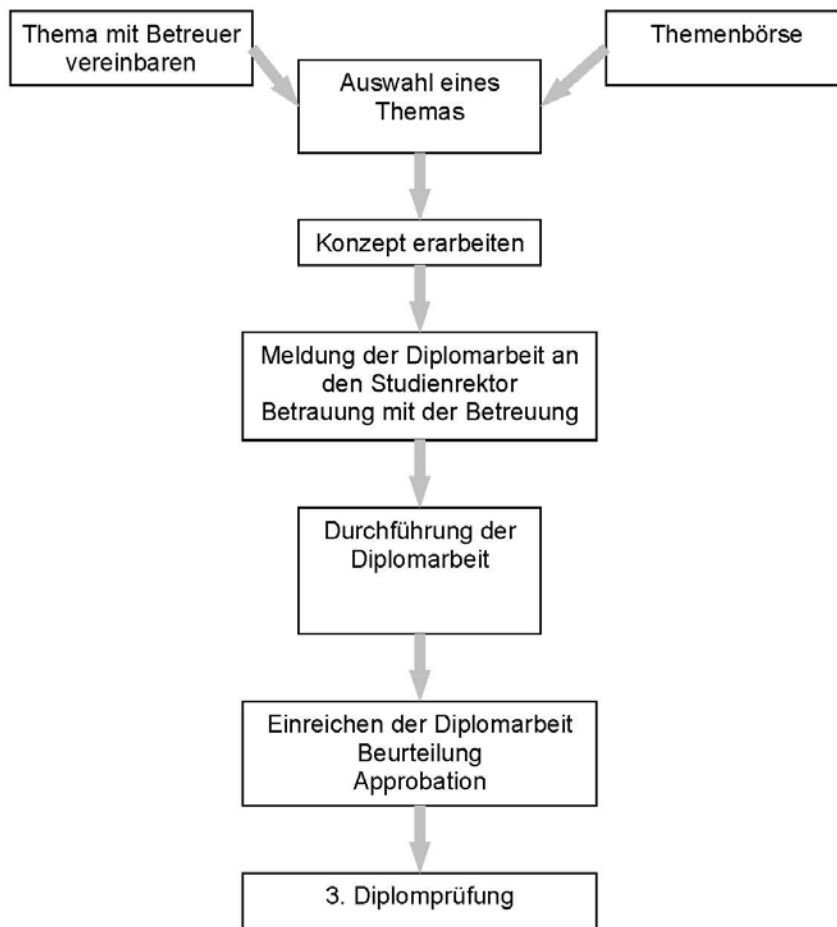 Thema mit Betreuer
vereinbaren
Themenbörse
Auswahl eines
Themas
Konzept erarbeiten
Meldung der Diplomarbeit an
den Studienrektor
Betrauung mit der Betreuung
Durchführung der
Diplomarbeit
Einreichen der Diplomarbeit
Beurteilung
Approbation
3. Diplomprüfung